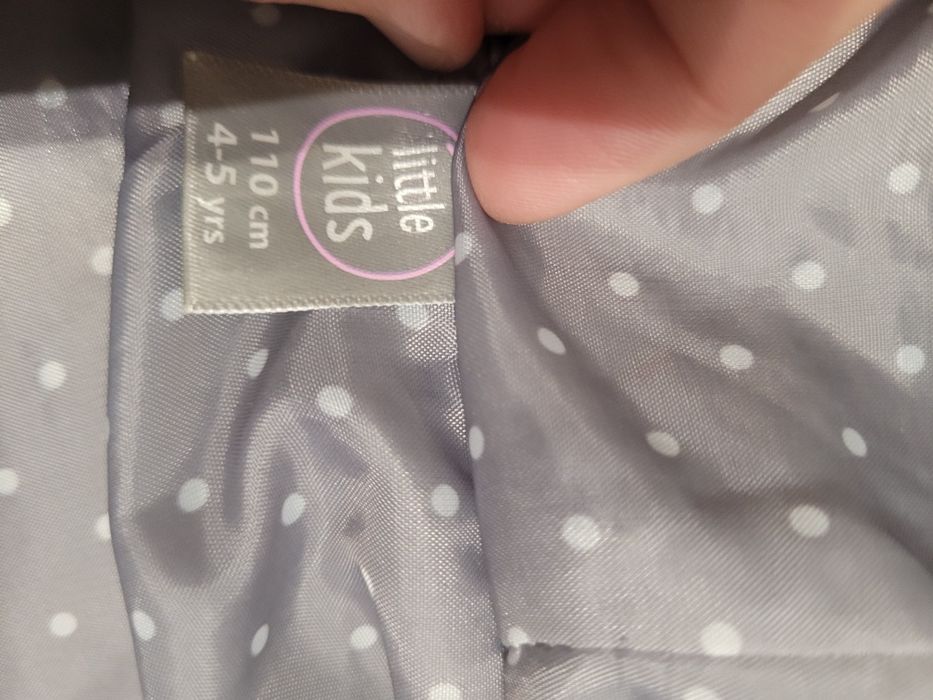 little
kids
110 cm
4-5 yrs